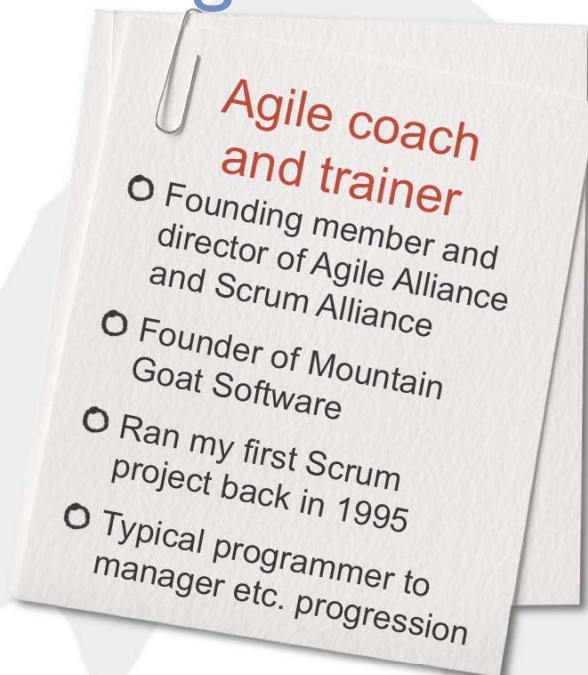 Agile coach
and trainer
Founding member and
director of Agile Alliance
and Scrum Alliance
Founder of Mountain
Goat Software
Ran my first Scrum
project back in 1995
Typical programmer to
manager etc. progression